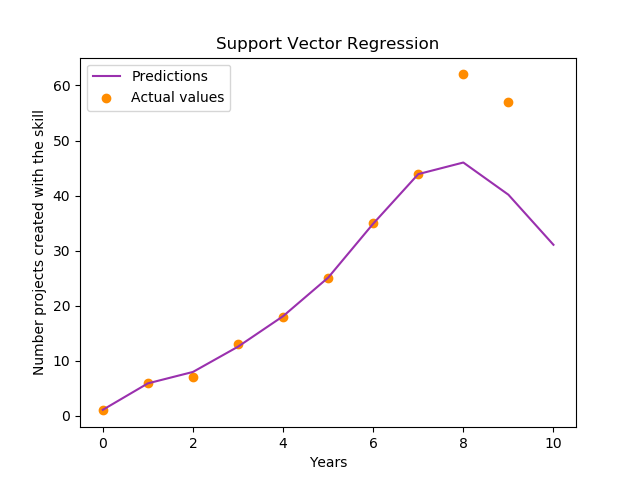 Support Vector Regression
Predictions
Actual values
60
50
40
30
20
10
0
Number projects created with the skill
0 2 4 6 8 10
Years